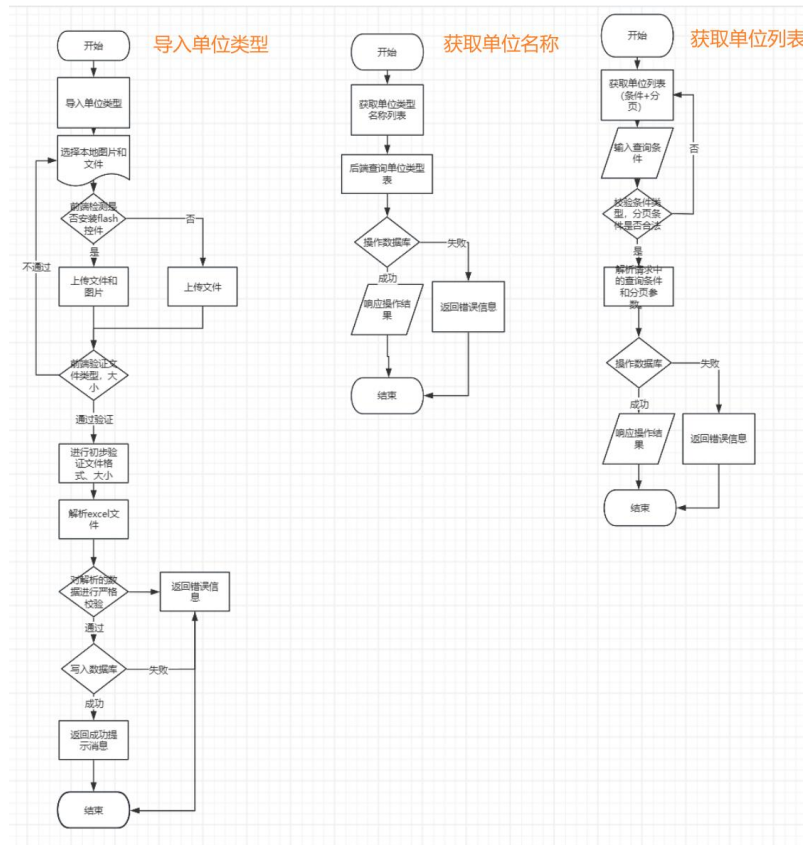 导入单位类型
开始
导入单位类型
选择本地图片和
文件
前端检测是
否安装flash
控件
否
是
不通过
上传文件和
图片
上传文件
前端验证文
件类型，大
小
通过验证
进行初步验
证文件格
式、大小
解析excel文
件
对解析的数
据进行严格
校验
返回错误信
息
通过
写入数据库
失败
成功
返回成功提
示消息
结束
获取单位名称
开始
获取单位类型
名称列表
后端查询单位类型
表
操作数据库
失败
成功
响应操作结
果
返回错误信息
结束
获取单位列表
开始
获取单位列表
(条件+分
页)
否
输入查询条
件
校验条件类
型，分页条
件是否合法
是
解析请求中
的查询条件
和分页参
数
操作数据库
失败
成功
响应操作结
果
返回错误信息
结束